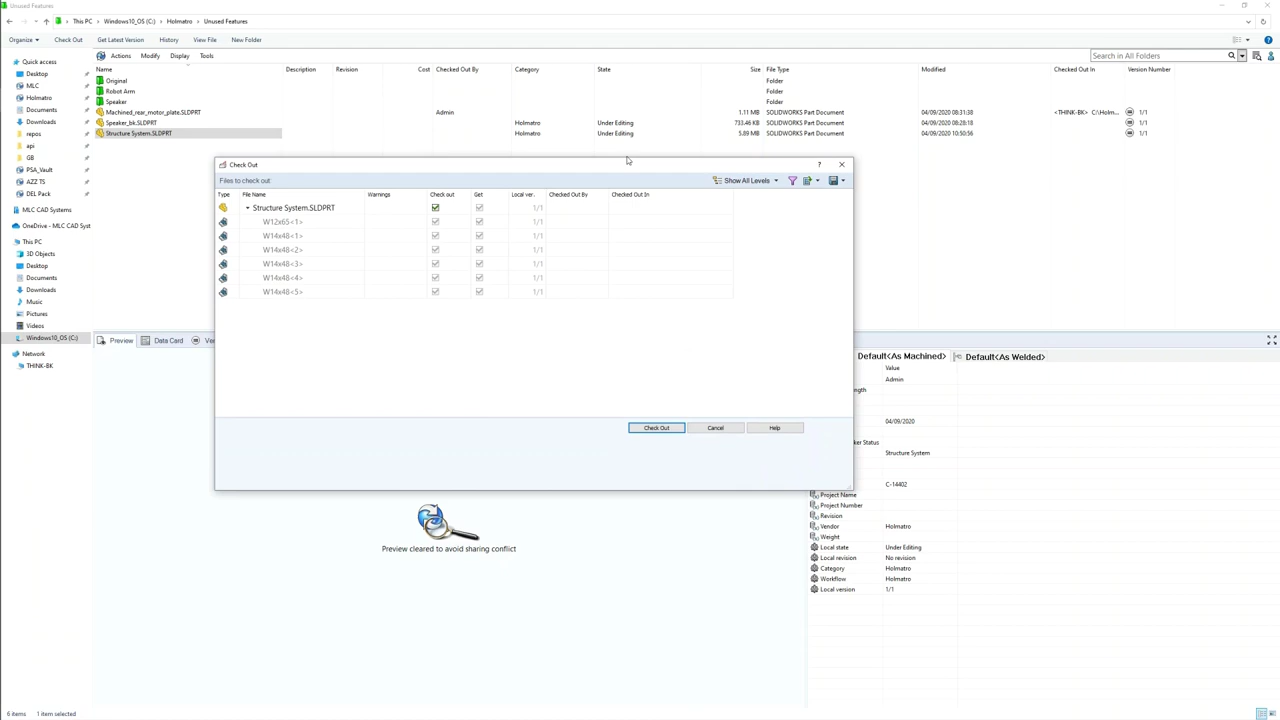 Unused Features
This PC > Windows10_OS (C:) > Holmatro > Unused Features
Organize Check Out Get Latest Version History View File New Folder
Actions Modify Display Tools
Search in All Folders
Name Description Revision Cost Checked Out By Category State Size File Type Modified Checked Out In Version Number
Original Folder
Robot Arm Folder
Speaker Folder
Machined_rear_motor_plate.SLDPRT Admin 1.11 MB SOLIDWORKS Part Document 04/09/2020 08:31:38 <THINK-BK> C:\Holm... 1/1
Speaker_bk.SLDPRT Holmatro Under Editing 733.46 KB SOLIDWORKS Part Document 04/09/2020 08:28:18 1/1
Structure System.SLDPRT Holmatro Under Editing 5.89 MB SOLIDWORKS Part Document 04/09/2020 10:50:56 1/1
Quick access
Desktop
MLC
Holmatro
Documents
Downloads
repos
api
GB
PSA_Vault
AZZ TS
DEL Pack
MLC CAD Systems
OneDrive - MLC CAD Syst
This PC
3D Objects
Desktop
Documents
Downloads
Music
Pictures
Videos
Windows10_OS (C:)
Network
THINK-BK
Check Out ?
Files to check out
Show All Levels
Type File Name Warnings Check out Get Local ver. Checked Out By Checked Out In
Structure System.SLDPRT 1/1
W12x65<1> 1/1
W14x48<1> 1/1
W14x48<2> 1/1
W14x48<3> 1/1
W14x48<4> 1/1
W14x48<5> 1/1
Check Out Cancel Help
Preview Data Card Ve
Preview cleared to avoid sharing conflict
Default<As Machined> Default<As Welded>
Value
Admin
ngth
04/09/2020
ker Status
Structure System
C-14402
Project Name
Project Number
Revision
Vendor Holmatro
Weight
Local state Under Editing
Local revision No revision
Category Holmatro
Workflow Holmatro
Local version 1/1
6 items 1 item selected